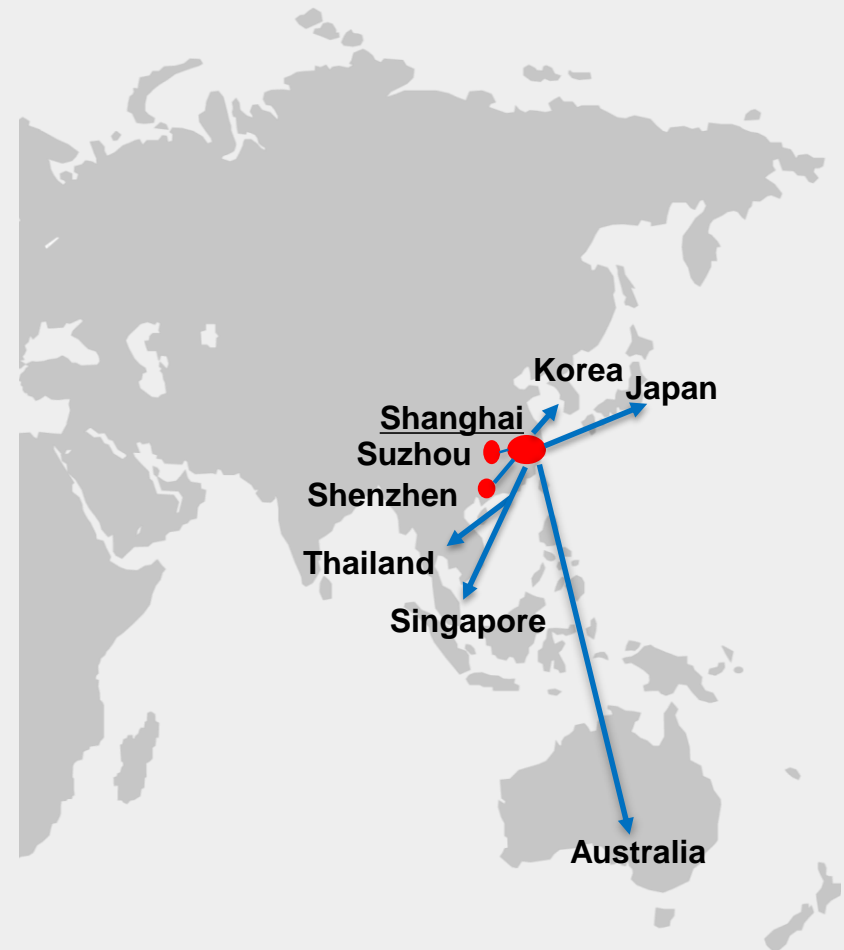 Korea
Japan
Shanghai
Suzhou
Shenzhen
Thailand
Singapore
Australia